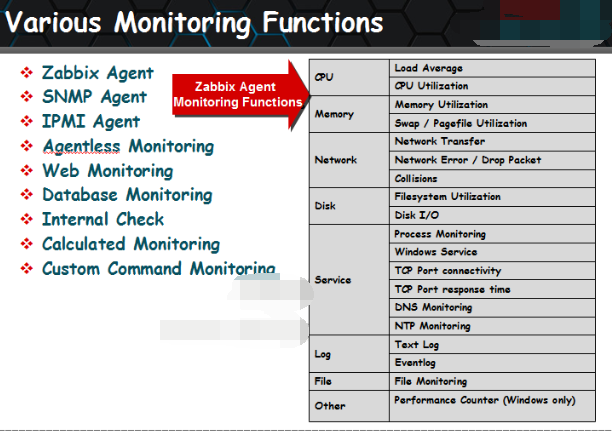 Various Monitoring Functions
Zabbix Agent
SNMP Agent
IPMI Agent
Agentless Monitoring
Web Monitoring
Database Monitoring
Internal Check
Calculated Monitoring
Custom Command Monitoring
Zabbix Agent
Monitoring Functions
CPU
Load Average
CPU Utilization
Memory
Memory Utilization
Swap / Pagefile Utilization
Network
Network Transfer
Network Error / Drop Packet
Collisions
Disk
Filesystem Utilization
Disk I/O
Service
Process Monitoring
Windows Service
TCP Port connectivity
TCP Port response time
DNS Monitoring
NTP Monitoring
Log
Text Log
Eventlog
File
File Monitoring
Other
Performance Counter (Windows only)